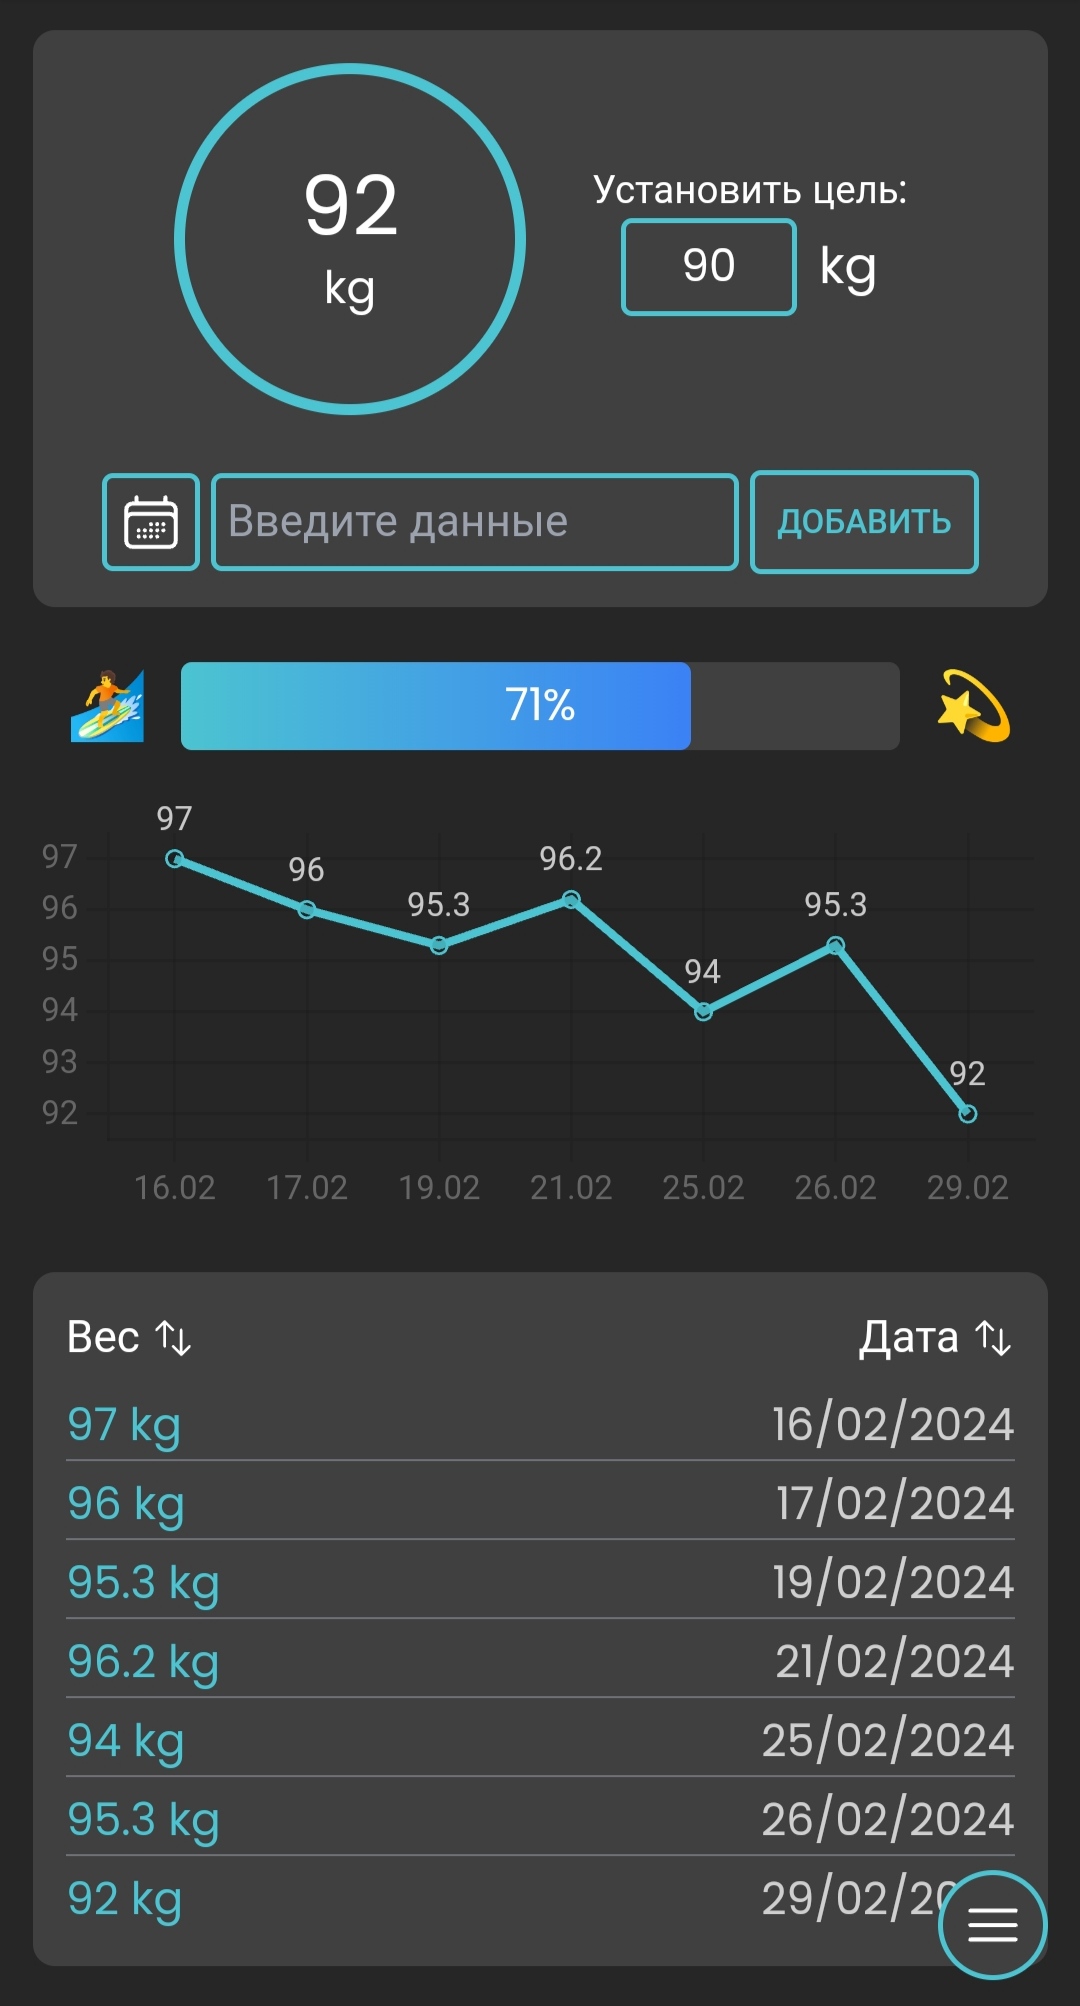 92
kg
Установить цель:
90 kg
Введите данные ДОБАВИТЬ
71%
97
96
95.3
96.2
94
95.3
92
97
96
95
94
93
92
16.02 17.02 19.02 21.02 25.02 26.02 29.02
Вес Дата
97 kg 16/02/2024
96 kg 17/02/2024
95.3 kg 19/02/2024
96.2 kg 21/02/2024
94 kg 25/02/2024
95.3 kg 26/02/2024
92 kg